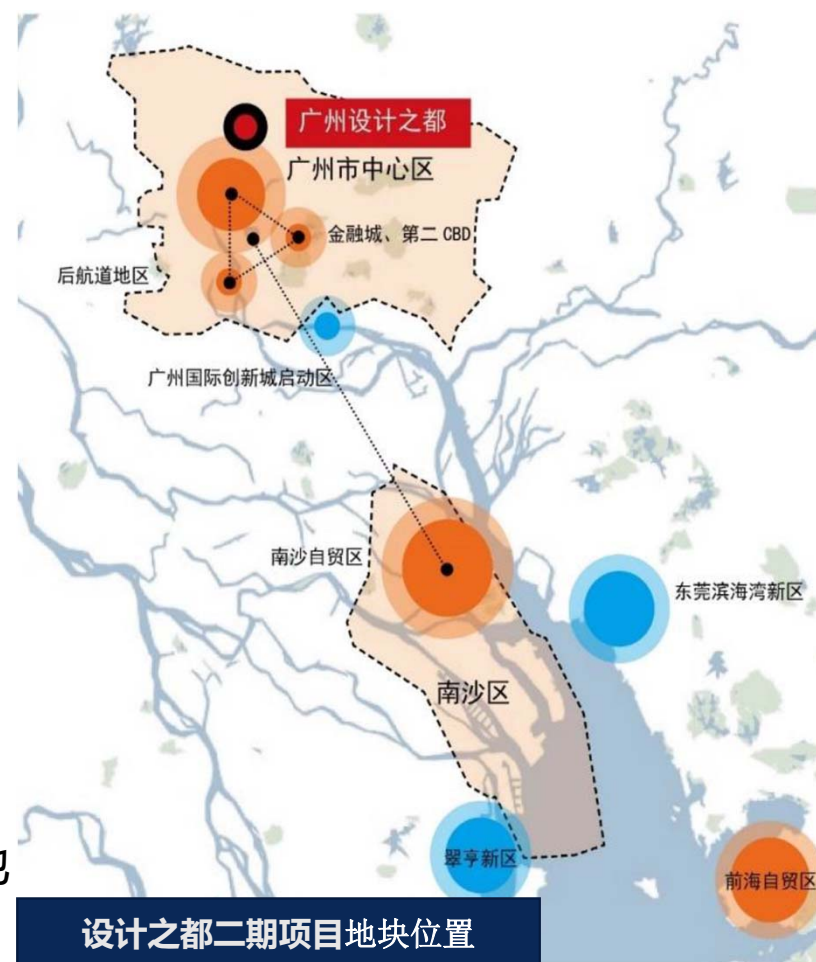 广州设计之都
广州市中心区
金融城、第二 CBD
后航道地区
广州国际创新城启动区
南沙自贸区
东莞滨海湾新区
南沙区
翠亨新区
前海自贸区
设计之都二期项目地块位置